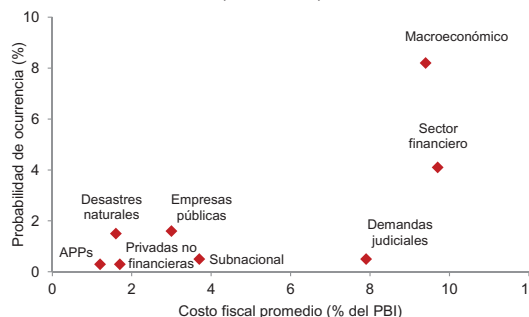 Probabilidad de ocurrencia (%)
10
8
6
4
2
0
Macroeconómico
Sector
financiero
Desastres
naturales
Empresas
públicas
Demandas
judiciales
APPs
Privadas no
financieras
Subnacional
0 2 4 6 8 10 12
Costo fiscal promedio (% del PBI)